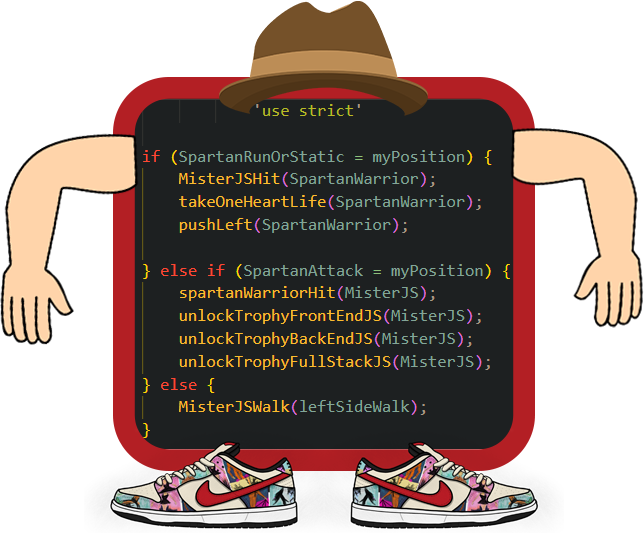 'use strict'
if (SpartanRunOrStatic = myPosition) {
MisterJSHit(SpartanWarrior);
takeOneHeartLife(SpartanWarrior);
pushLeft(SpartanWarrior);
} else if (SpartanAttack = myPosition) {
spartanWarriorHit(MisterJS);
unlockTrophyFrontEndJS(MisterJS);
unlockTrophyBackEndJS(MisterJS);
unlockTrophyFullStackJS(MisterJS);
} else {
MisterJSWalk(leftSideWalk);
}